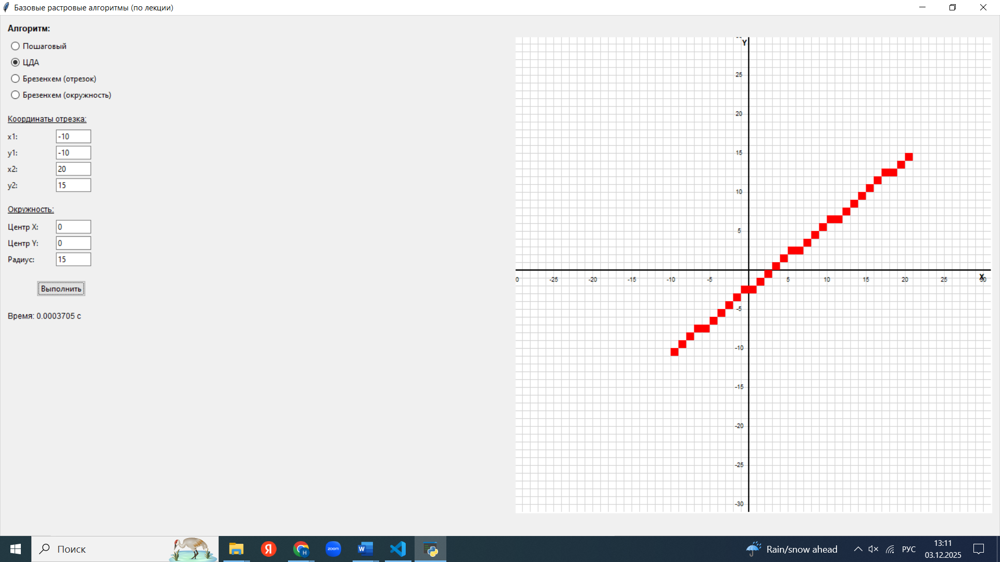 Базовые растровые алгоритмы (по лекции)
Алгоритм:
Пошаговый
ЦДА
Брезенхем (отрезок)
Брезенхем (окружность)
Координаты отрезка:
x1: -10
y1: -10
x2: 20
y2: 15
Окружность:
Центр X: 0
Центр Y: 0
Радиус: 15
Выполнить
Время: 0.0003705 с
Y
25
20
15
10
5
0 -25 -20 -15 -10 -5 5 10 15 20 25 30
X
-5
-10
-15
-20
-25
-30
Поиск
Я
H
zoom
W
Rain/snow ahead
РУС
13:11
03.12.2025